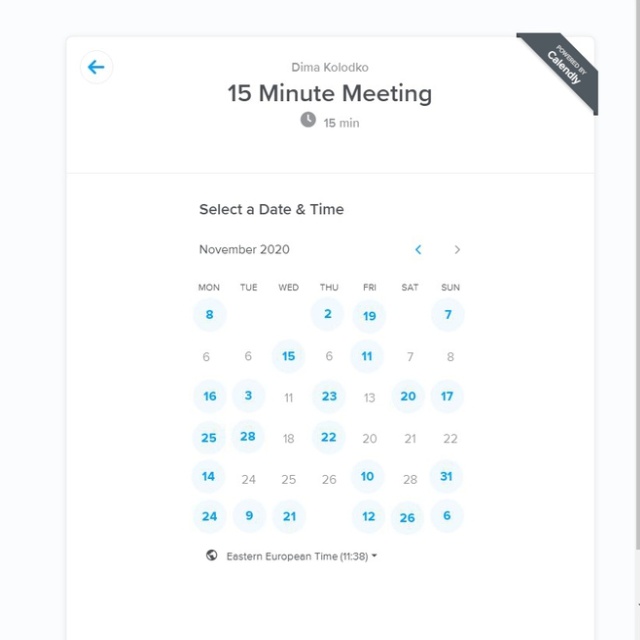 POWERED BY
Calendly
Dima Kolodko
15 Minute Meeting
15 min
Select a Date & Time
November 2020
MON TUE WED THU FRI SAT SUN
8 2 19 7
6 6 15 6 11 7 8
16 3 11 23 13 20 17
25 28 18 22 20 21 22
14 24 25 26 10 28 31
24 9 21 12 26 6
Eastern European Time (11:38)